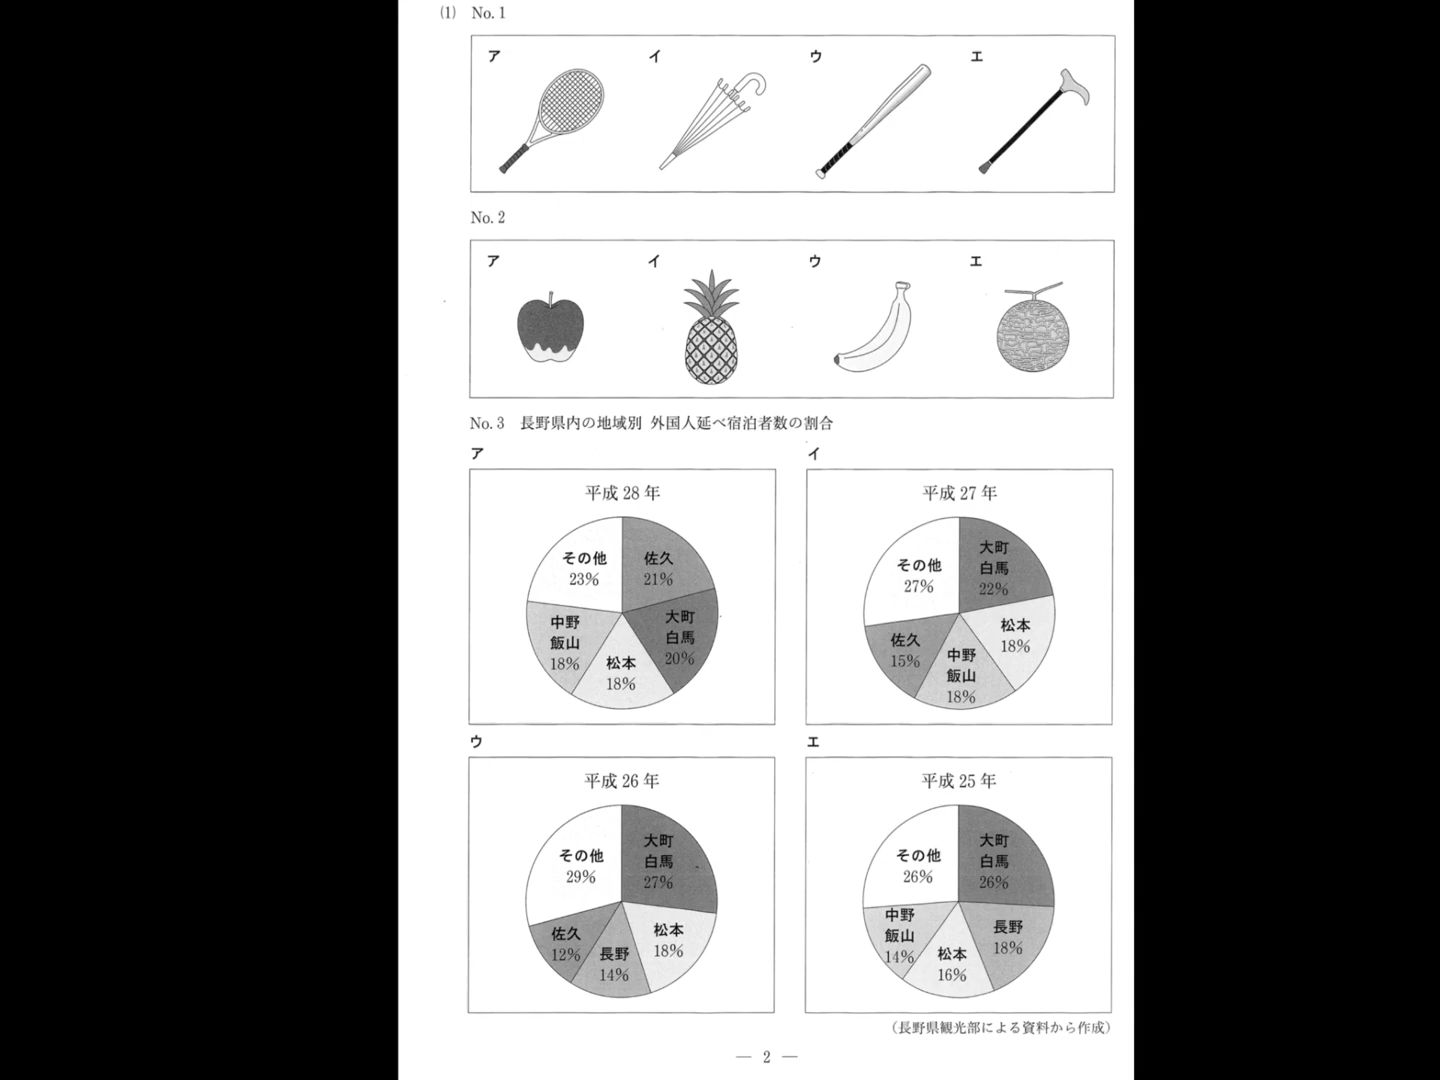 (1) No. 1
ア イ ウ エ
No. 2
ア イ ウ エ
No. 3 長野県内の地域別 外国人延べ宿泊者数の割合
ア
平成 28 年
佐久
21%
大町
白馬
20%
松本
18%
中野
飯山
18%
その他
23%
イ
平成 27 年
大町
白馬
22%
松本
18%
中野
飯山
18%
佐久
15%
その他
27%
ウ
平成 26 年
大町
白馬
27%
松本
18%
長野
14%
佐久
12%
その他
29%
エ
平成 25 年
大町
白馬
26%
長野
18%
松本
16%
中野
飯山
14%
その他
26%
（長野県観光部による資料から作成）
— 2 —